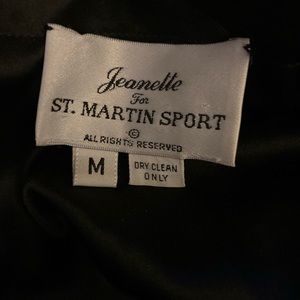 Jeanette
For
ST. MARTIN SPORT
©
ALL RIGHTS RESERVED
M
DRY CLEAN
ONLY